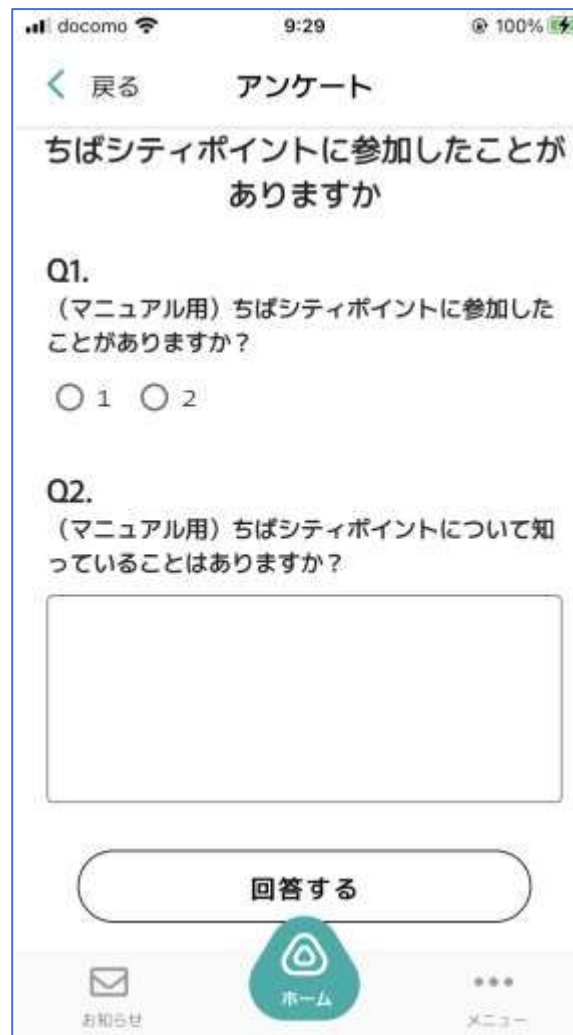 docomo 9:29 100%
戻る アンケート
ちばシティポイントに参加したことが
ありますか
Q1.
（マニュアル用）ちばシティポイントに参加した
ことがありますか？
1 2
Q2.
（マニュアル用）ちばシティポイントについて知
っていることはありますか？
回答する
お知らせ ホーム メニュー